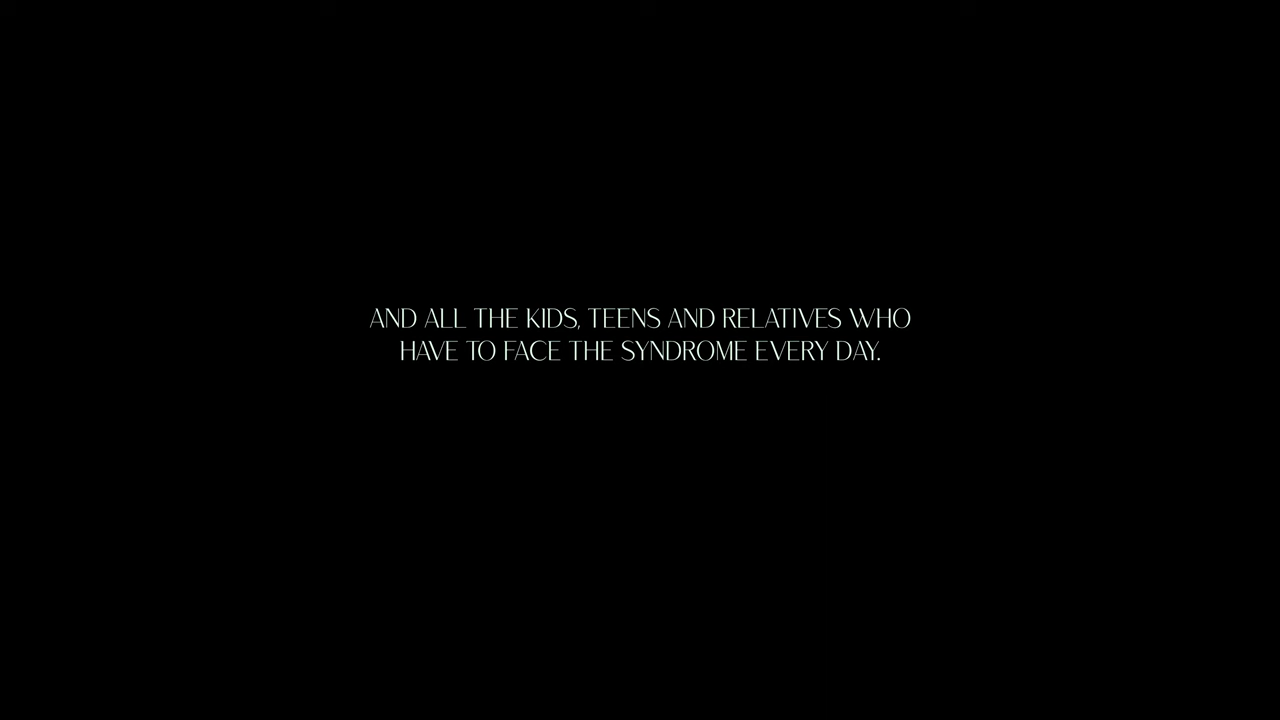 AND ALL THE KIDS, TEENS AND RELATIVES WHO
HAVE TO FACE THE SYNDROME EVERY DAY.